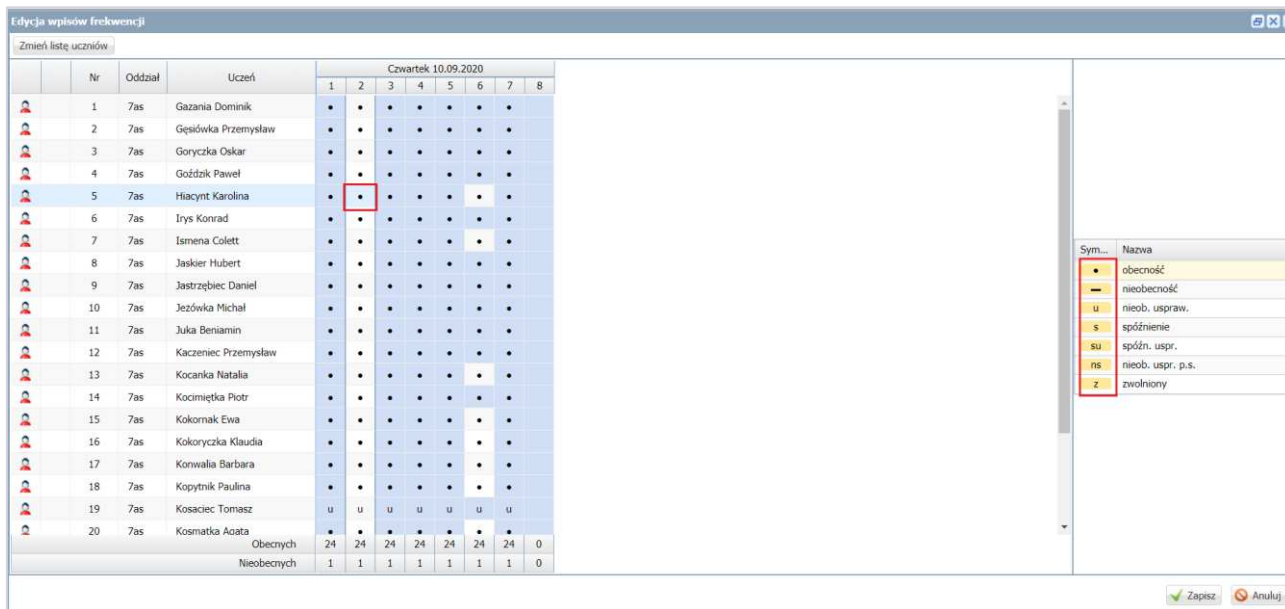 Edycja wpisów frekwencji
Zmień listę uczniów
Nr Oddział Uczeń Czwartek 10.09.2020
1 2 3 4 5 6 7 8
1 7as Gazania Dominik • • • • • • •
2 7as Gęsiówka Przemysław • • • • • • •
3 7as Goryczka Oskar • • • • • • •
4 7as Goździk Paweł • • • • • • •
5 7as Hiacynt Karolina • • • • • • •
6 7as Irys Konrad • • • • • • •
7 7as Ismena Colett • • • • • • •
8 7as Jaskier Hubert • • • • • • •
9 7as Jastrzębiec Daniel • • • • • • •
10 7as Jezówka Michał • • • • • • •
11 7as Juka Beniamin • • • • • • •
12 7as Kaczeniec Przemysław • • • • • • •
13 7as Kocanka Natalia • • • • • • •
14 7as Kocimiętka Piotr • • • • • • •
15 7as Kokornak Ewa • • • • • • •
16 7as Kokoryczka Klaudia • • • • • • •
17 7as Konwalia Barbara • • • • • • •
18 7as Kopytnik Paulina • • • • • • •
19 7as Kosaciec Tomasz u u u u u u u
20 7as Kosmatka Agata • • • • • • •
Obecnych 24 24 24 24 24 24 24 0
Nieobecnych 1 1 1 1 1 1 1 0
Sym... Nazwa
• obecność
— nieobecność
u nieob. uspraw.
s spóźnienie
su spóźn. uspr.
ns nieob. uspr. p.s.
z zwolniony
Zapisz Anuluj